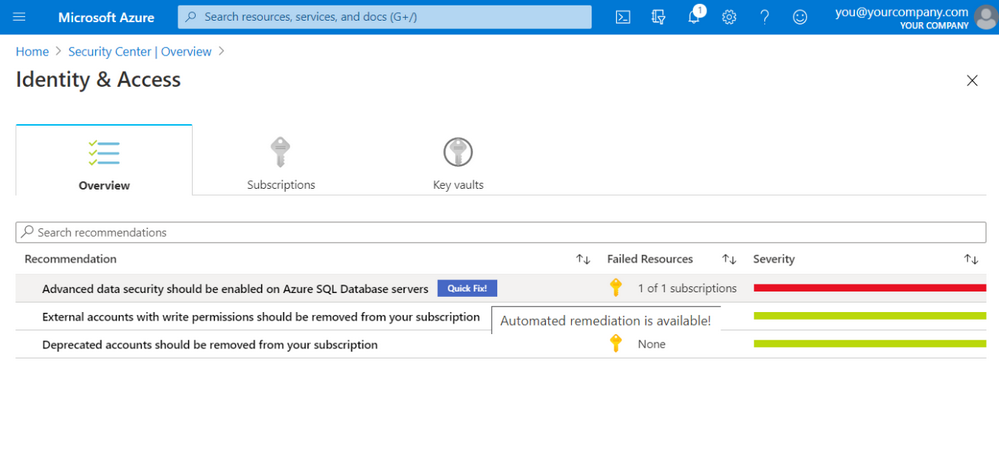 Microsoft Azure
Search resources, services, and docs (G+/)
1
you@yourcompany.com
YOUR COMPANY
Home > Security Center | Overview >
Identity & Access
Overview
Subscriptions
Key vaults
Search recommendations
Recommendation Failed Resources Severity
Advanced data security should be enabled on Azure SQL Database servers Quick Fix! 1 of 1 subscriptions
External accounts with write permissions should be removed from your subscription
Automated remediation is available!
Deprecated accounts should be removed from your subscription None